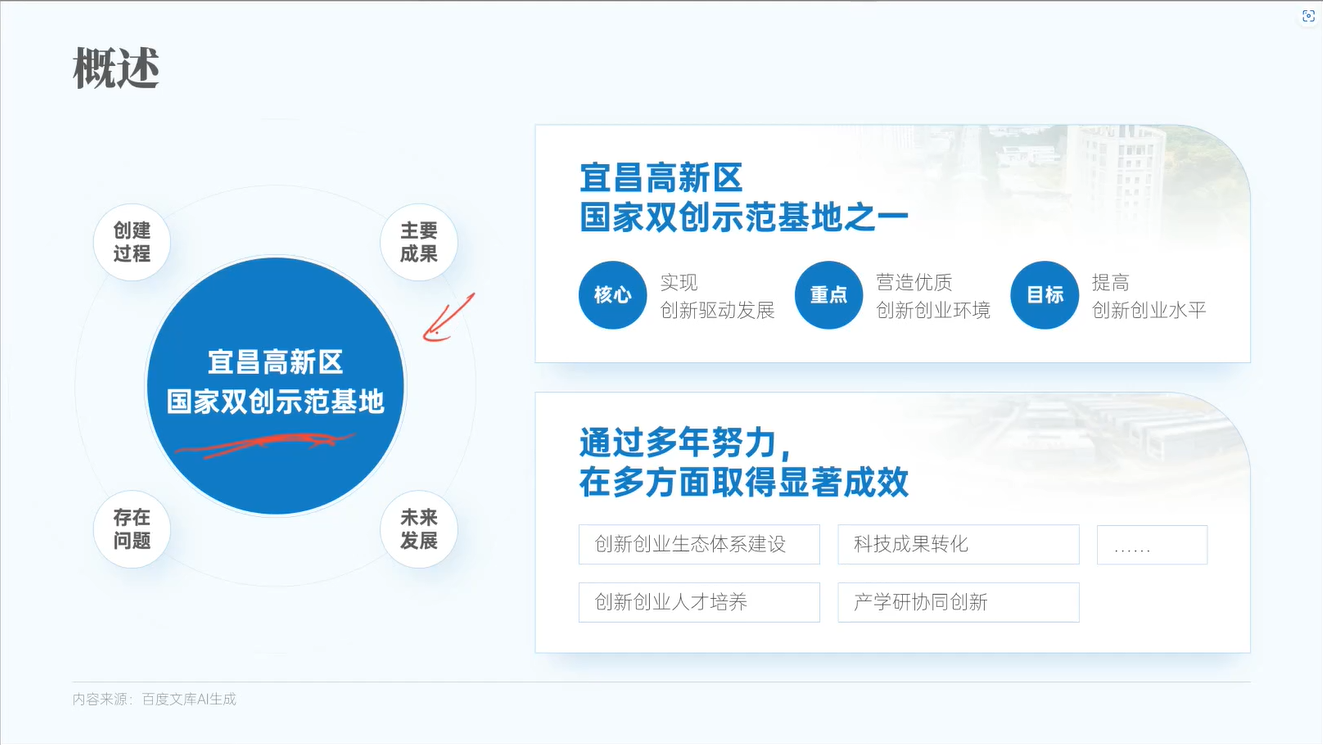 概述
创建
过程
主要
成果
宜昌高新区
国家双创示范基地
存在
问题
未来
发展
宜昌高新区
国家双创示范基地之一
核心
实现
创新驱动发展
重点
营造优质
创新创业环境
目标
提高
创新创业水平
通过多年努力，
在多方面取得显著成效
创新创业生态体系建设
科技成果转化
......
创新创业人才培养
产学研协同创新
内容来源：百度文库AI生成